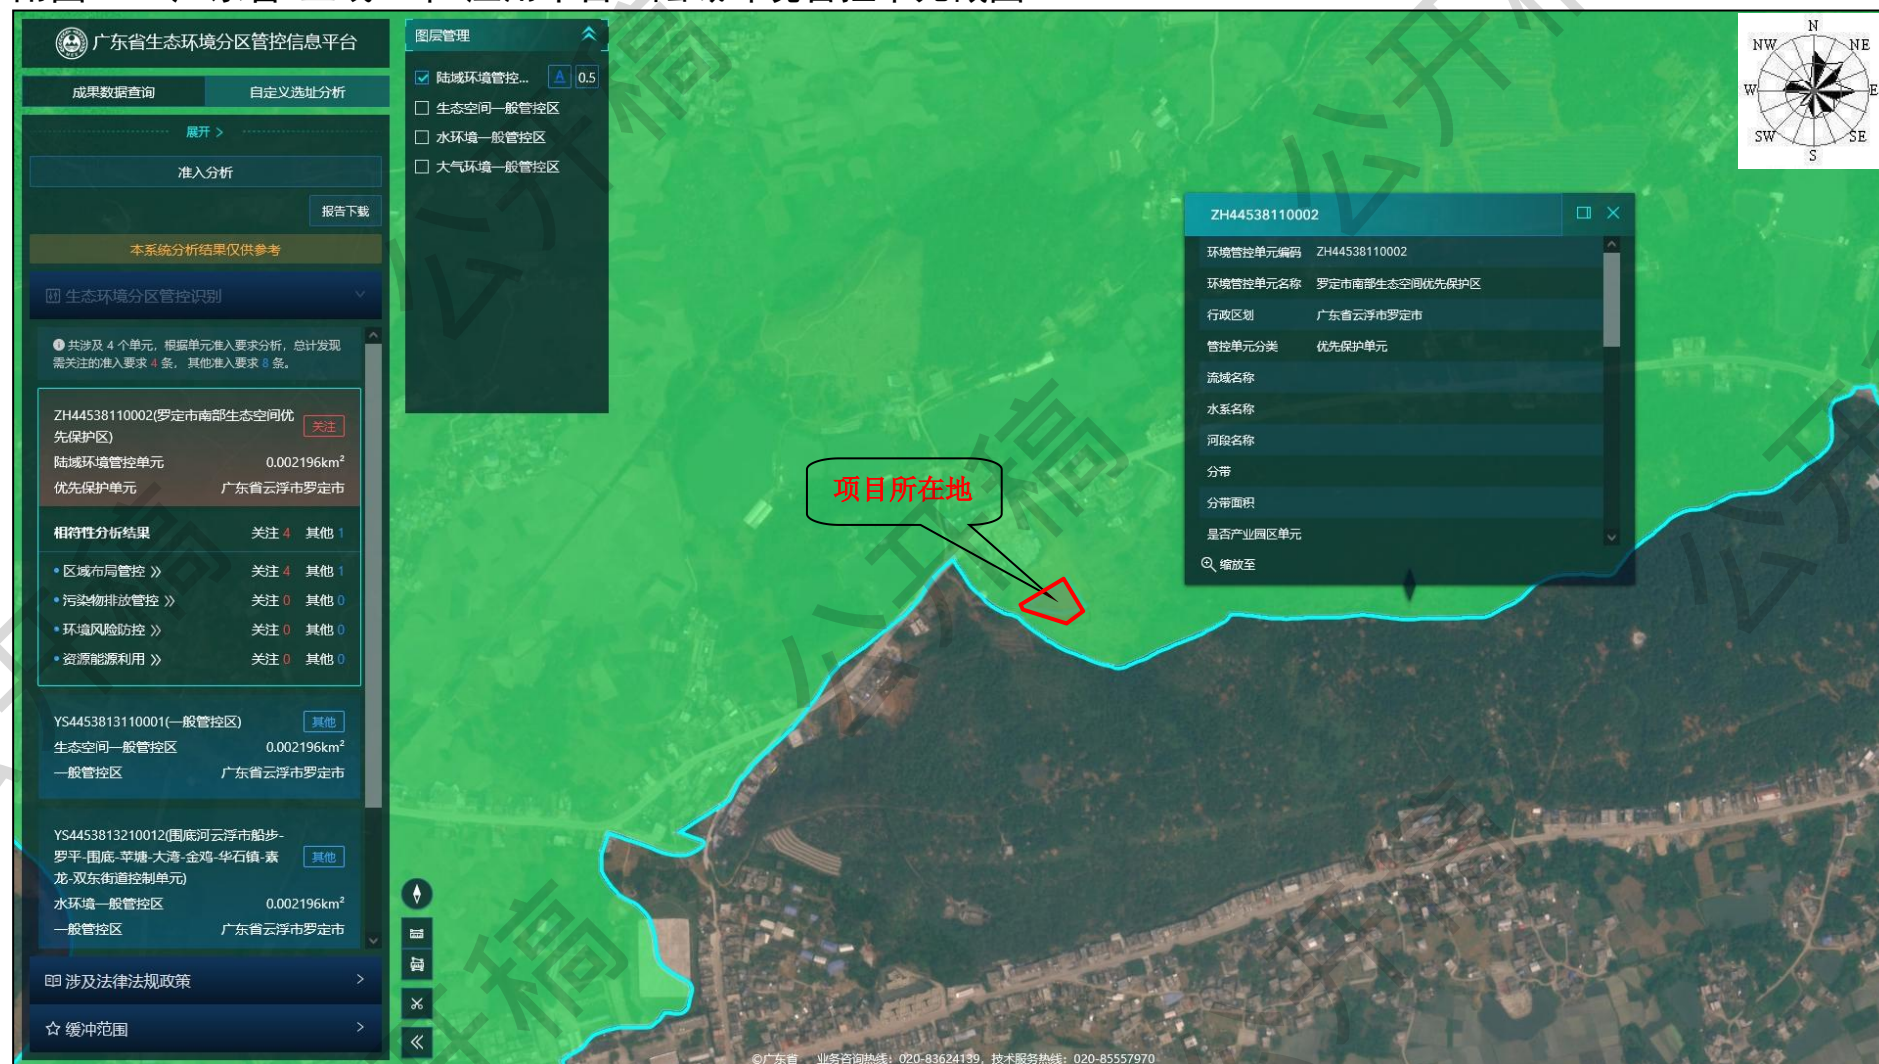 广东省生态环境分区管控信息平台
成果数据查询 自定义选址分析
展开 >
准入分析
报告下载
本系统分析结果仅供参考
生态环境分区管控识别
共涉及 4 个单元，根据单元准入要求分析，总计发现
需关注的准入要求 4 条，其他准入要求 8 条。
ZH44538110002(罗定市南部生态空间优
先保护区)
关注
陆域环境管控单元 0.002196km²
优先保护单元 广东省云浮市罗定市
相符性分析结果 关注 4 其他 1
• 区域布局管控 》 关注 4 其他 1
• 污染物排放管控 》 关注 0 其他 0
• 环境风险防控 》 关注 0 其他 0
• 资源能源利用 》 关注 0 其他 0
YS4453813110001(一般管控区) 其他
生态空间一般管控区 0.002196km²
一般管控区 广东省云浮市罗定市
YS4453813210012(围底河云浮市船步-
罗平-围底-苹塘-大湾-金鸡-华石镇-素
龙-双东街道控制单元)
其他
水环境一般管控区 0.002196km²
一般管控区 广东省云浮市罗定市
涉及法律法规政策 >
缓冲范围 >
图层管理
陆域环境管控... A 0.5
生态空间一般管控区
水环境一般管控区
大气环境一般管控区
项目所在地
ZH44538110002
环境管控单元编码 ZH44538110002
环境管控单元名称 罗定市南部生态空间优先保护区
行政区划 广东省云浮市罗定市
管控单元分类 优先保护单元
流域名称
水系名称
河段名称
分带
分带面积
是否产业园区单元
缩放至
N
NW NE
W E
SW SE
S
©广东省 业务咨询热线：020-83624139，技术服务热线：020-85557970
公开稿